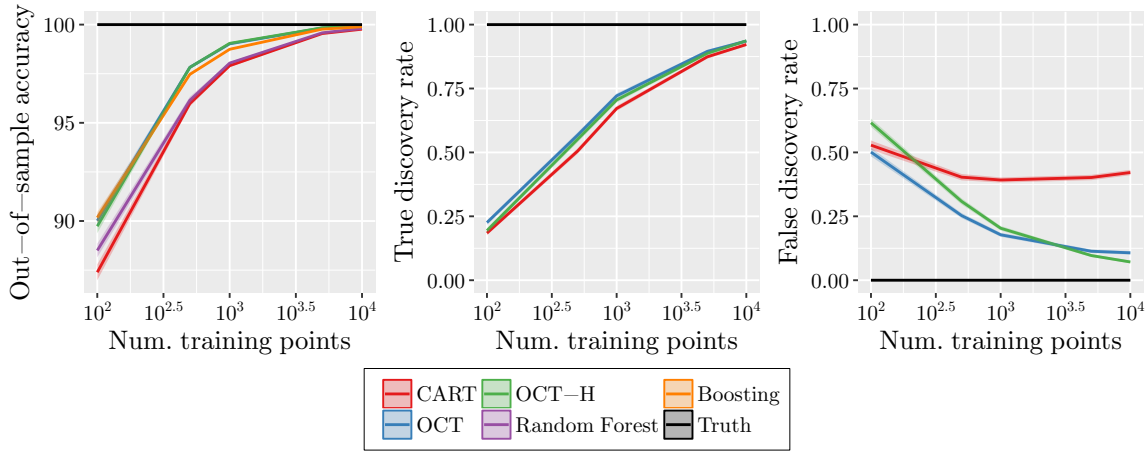 Out−of−sample accuracy
100
95
90
10^2
10^2.5
10^3
10^3.5
10^4
Num. training points
True discovery rate
1.00
0.75
0.50
0.25
0.00
10^2
10^2.5
10^3
10^3.5
10^4
Num. training points
False discovery rate
1.00
0.75
0.50
0.25
0.00
10^2
10^2.5
10^3
10^3.5
10^4
Num. training points
CART
OCT−H
Boosting
OCT
Random Forest
Truth